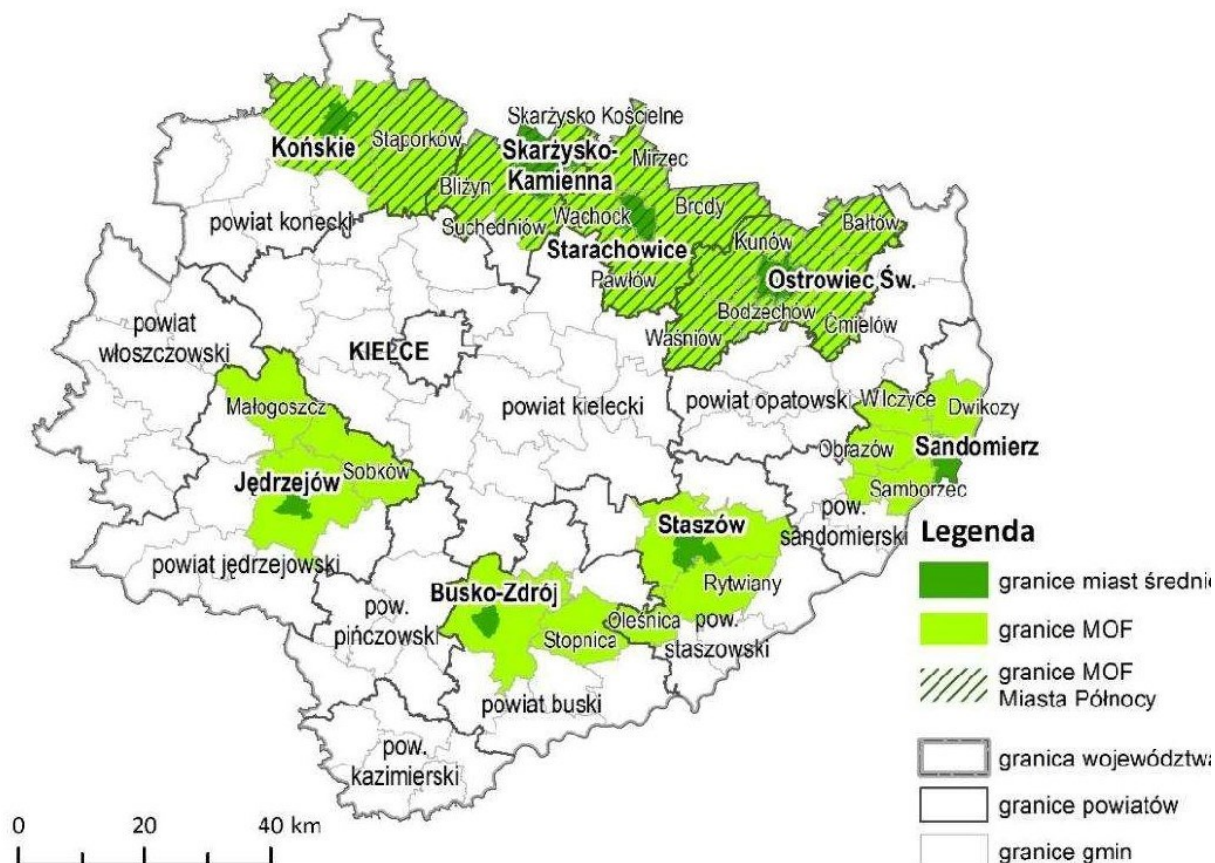 Skarżysko Kościelne
Końskie
Stąporków
Skarżysko-
Kamienna
Mirzec
Bliżyn
powiat konecki
Suchedniów
Wąchock
Brody
Bałtów
Kunów
Starachowice
Pawłów
Ostrowiec Św.
Bodzechów
Ćmielów
Waśniów
powiat
włoszczowski
KIELCE
Małogoszcz
powiat kielecki
powiat opatowski
Wilczyce
Dwikozy
Obrazów
Sandomierz
Sobków
Jędrzejów
Samborzec
Staszów
pow.
sandomierski
powiat jędrzejowski
Rytwiany
Busko-Zdrój
pow.
pińczowski
Oleśnica
Stopnica
pow.
staszowski
powiat buski
pow.
kazimierski
0 20 40 km
Legenda
granice miast średnic
granice MOF
granice MOF
Miasta Północy
granica województwa
granice powiatów
granice gmin